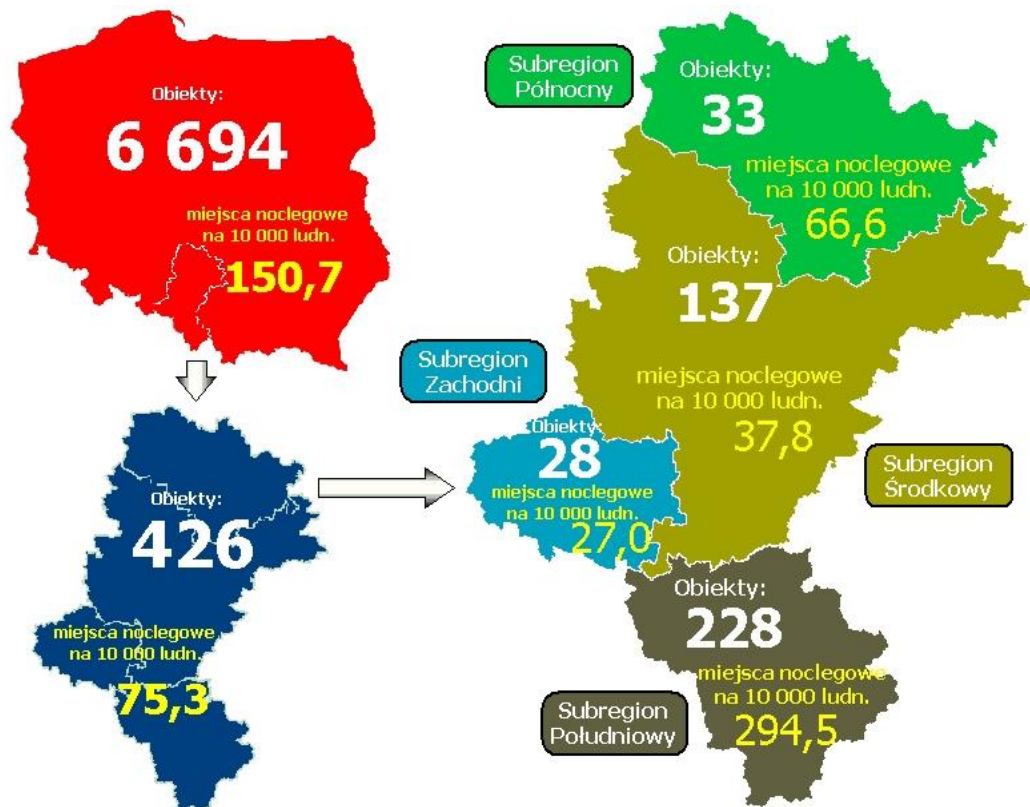 Obiekty:
6 694
miejsca noclegowe
na 10 000 ludn.
150,7
Obiekty:
426
miejsca noclegowe
na 10 000 ludn.
75,3
Subregion
Północny
Obiekty:
33
miejsca noclegowe
na 10 000 ludn.
66,6
Obiekty:
137
miejsca noclegowe
na 10 000 ludn.
37,8
Subregion
Środkowy
Subregion
Zachodni
Obiekty:
28
miejsca noclegowe
na 10 000 ludn.
27,0
Obiekty:
228
miejsca noclegowe
na 10 000 ludn.
294,5
Subregion
Południowy